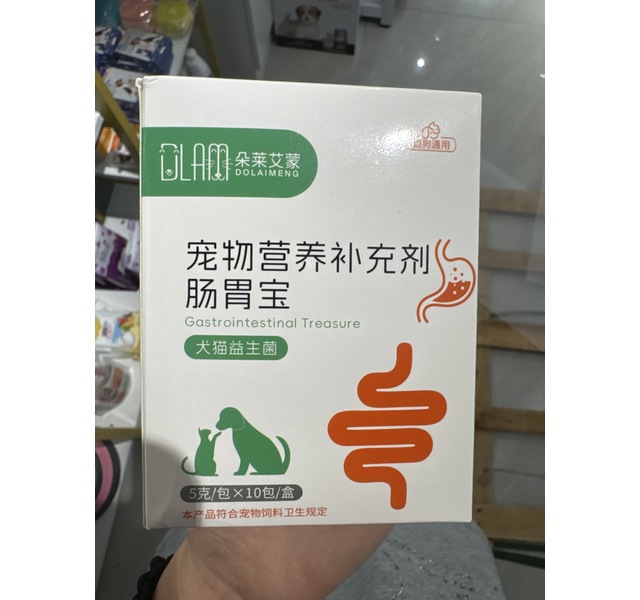 DLAM 朵莱艾蒙
DOLAIMENG
猫狗通用
宠物营养补充剂
肠胃宝
Gastrointestinal Treasure
犬猫益生菌
5克/包×10包/盒
本产品符合宠物饲料卫生规定